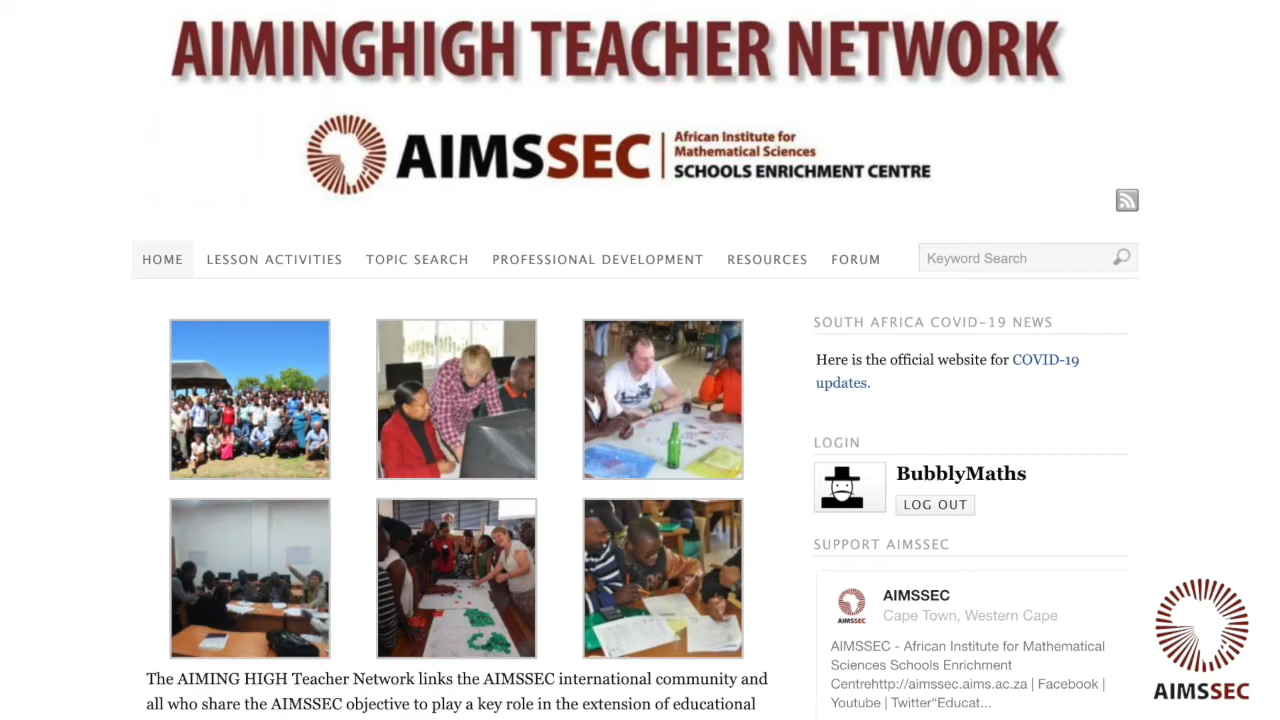 AIMINGHIGH TEACHER NETWORK
AIMSSEC
African Institute for
Mathematical Sciences
SCHOOLS ENRICHMENT CENTRE
HOME LESSON ACTIVITIES TOPIC SEARCH PROFESSIONAL DEVELOPMENT RESOURCES FORUM Keyword Search
SOUTH AFRICA COVID-19 NEWS
Here is the official website for COVID-19
updates.
LOGIN
BubblyMaths
LOG OUT
SUPPORT AIMSSEC
AIMSSEC
AIMSSEC
Cape Town, Western Cape
AIMSSEC - African Institute for Mathematical
Sciences Schools Enrichment
Centrehttp://aimssec.aims.ac.za | Facebook |
Youtube | Twitter"Educat...
The AIMING HIGH Teacher Network links the AIMSSEC international community and
all who share the AIMSSEC objective to play a key role in the extension of educational
AIMSSEC